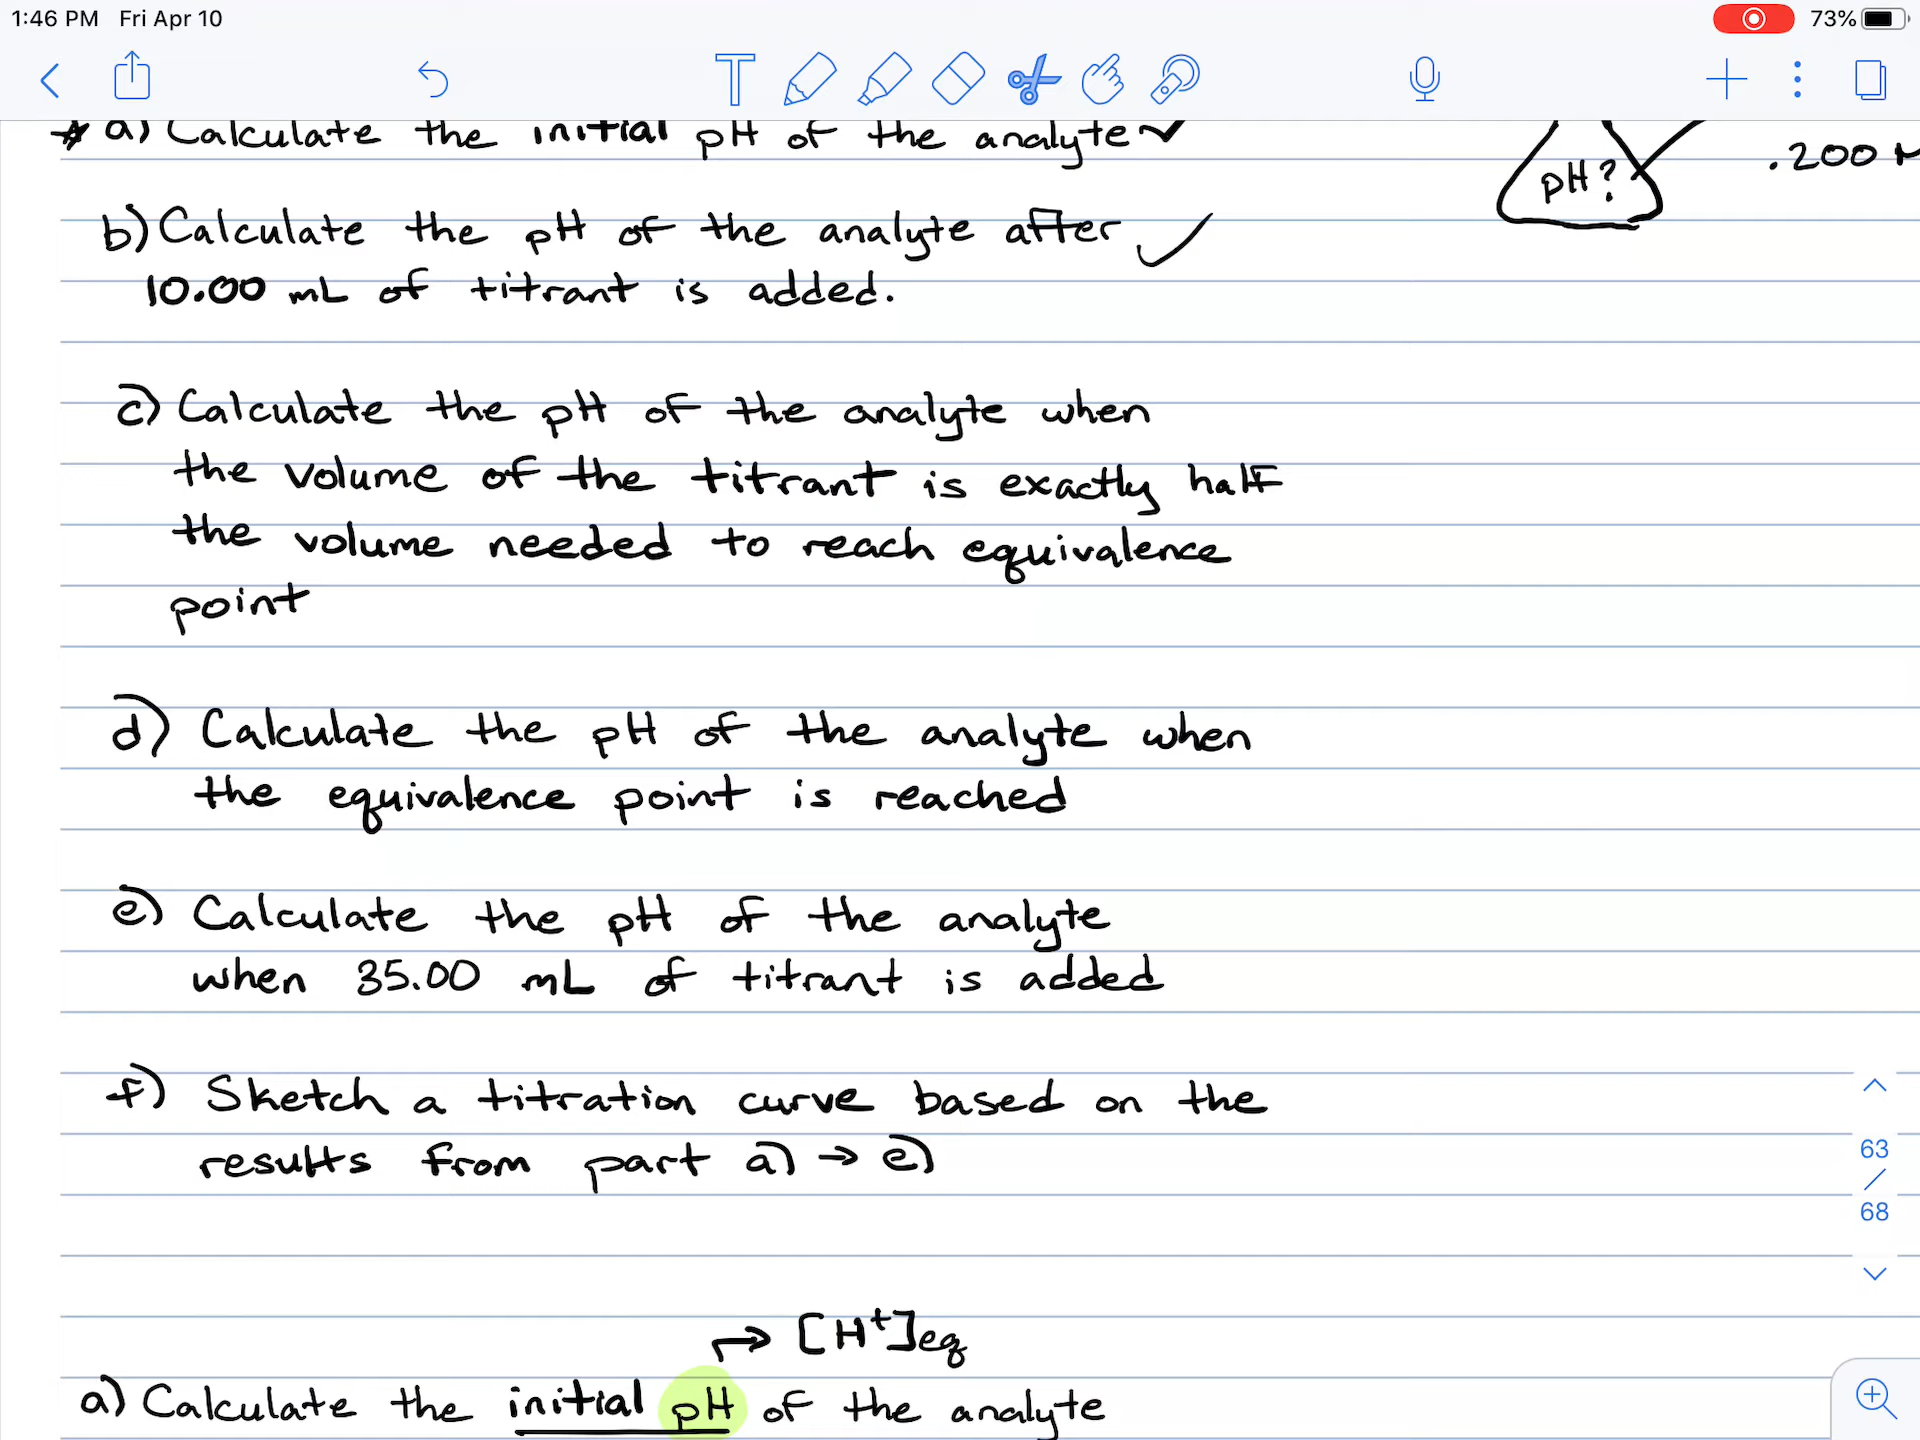 1:46 PM Fri Apr 10
73%
a) Calculate the initial pH of the analyte
.200 M
pH?
b) Calculate the pH of the analyte after
10.00 mL of titrant is added.
c) Calculate the pH of the analyte when
the volume of the titrant is exactly half
the volume needed to reach equivalence
point
d) Calculate the pH of the analyte when
the equivalence point is reached
e) Calculate the pH of the analyte
when 35.00 mL of titrant is added
f) Sketch a titration curve based on the
results from part a) → e)
63
/
68
→ [H⁺]eq
a) Calculate the initial pH of the analyte